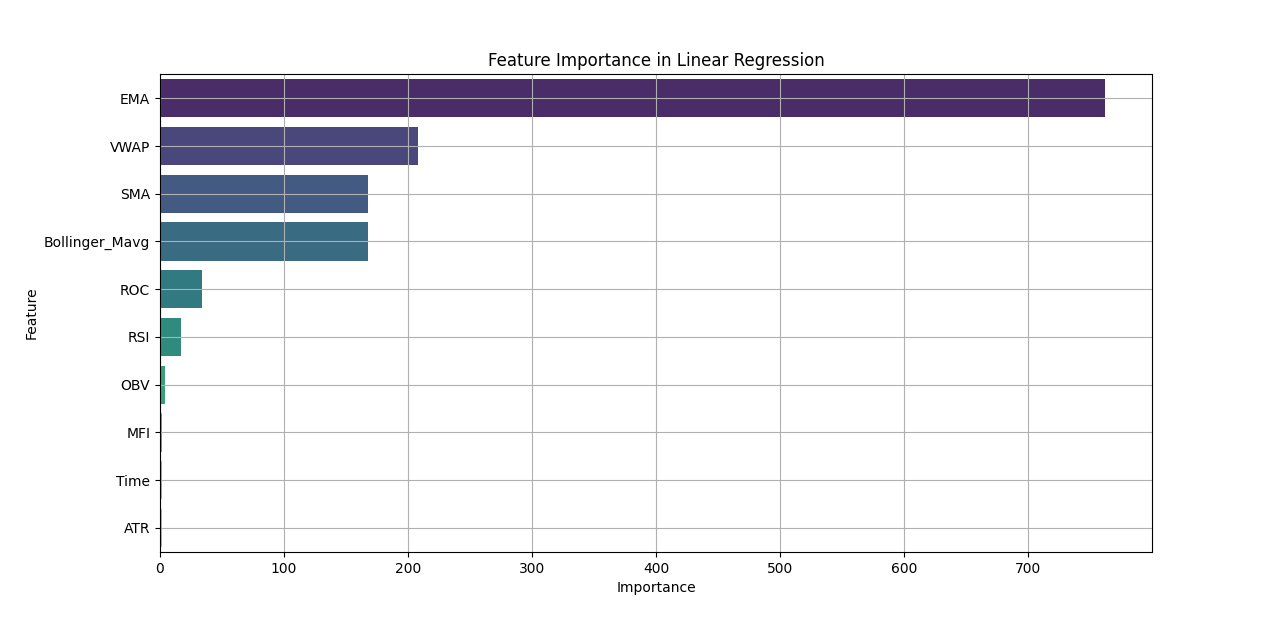 Feature Importance in Linear Regression
EMA
VWAP
SMA
Bollinger_Mavg
ROC
RSI
OBV
MFI
Time
ATR
Feature
0 100 200 300 400 500 600 700
Importance